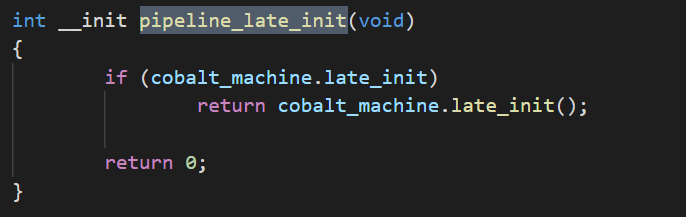 int __init pipeline_late_init(void)
{
        if (cobalt_machine.late_init)
                return cobalt_machine.late_init();

        return 0;
}